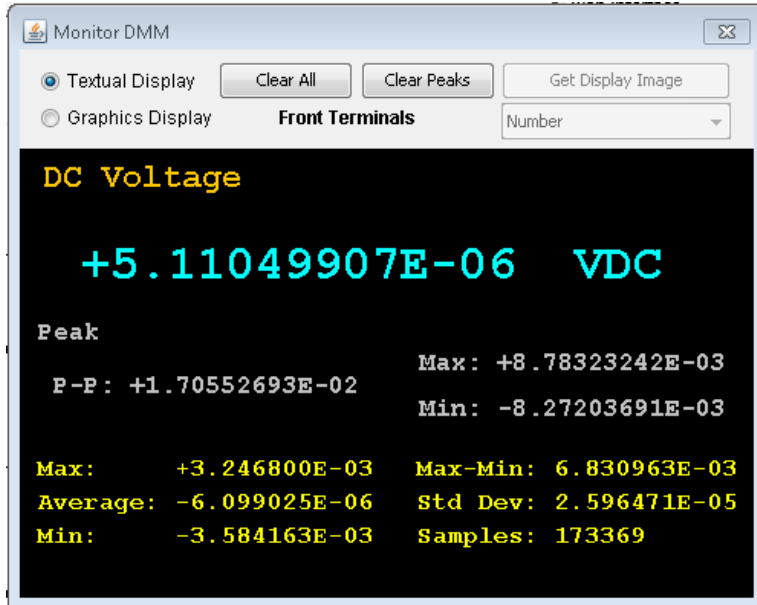 Monitor DMM
Textual Display Clear All Clear Peaks Get Display Image
Graphics Display Front Terminals Number
DC Voltage
+5.11049907E-06 VDC
Peak
Max: +8.78323242E-03
P-P: +1.70552693E-02
Min: -8.27203691E-03
Max: +3.246800E-03 Max-Min: 6.830963E-03
Average: -6.099025E-06 Std Dev: 2.596471E-05
Min: -3.584163E-03 Samples: 173369